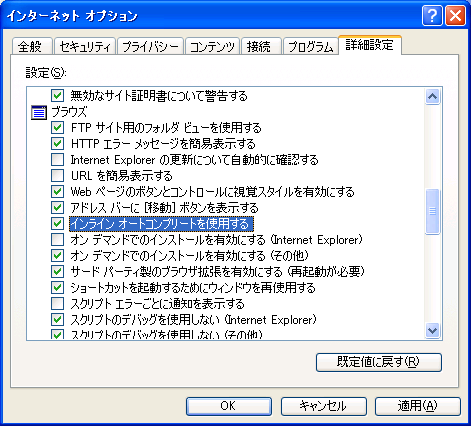 インターネット オプション
全般 セキュリティ プライバシー コンテンツ 接続 プログラム 詳細設定
設定(S):
無効なサイト証明書について警告する
ブラウズ
FTP サイト用のフォルダ ビューを使用する
HTTP エラー メッセージを簡易表示する
Internet Explorer の更新について自動的に確認する
URL を簡易表示する
Web ページのボタンとコントロールに視覚スタイルを有効にする
アドレス バーに [移動] ボタンを表示する
インライン オートコンプリートを使用する
オン デマンドでのインストールを有効にする (Internet Explorer)
オン デマンドでのインストールを有効にする (その他)
サード パーティ製のブラウザ拡張を有効にする (再起動が必要)
ショートカットを起動するためにウィンドウを再使用する
スクリプト エラーごとに通知を表示する
スクリプトのデバッグを使用しない (Internet Explorer)
スクリプトのデバッグを使用しない (その他)
既定値に戻す(R)
OK キャンセル 適用(A)